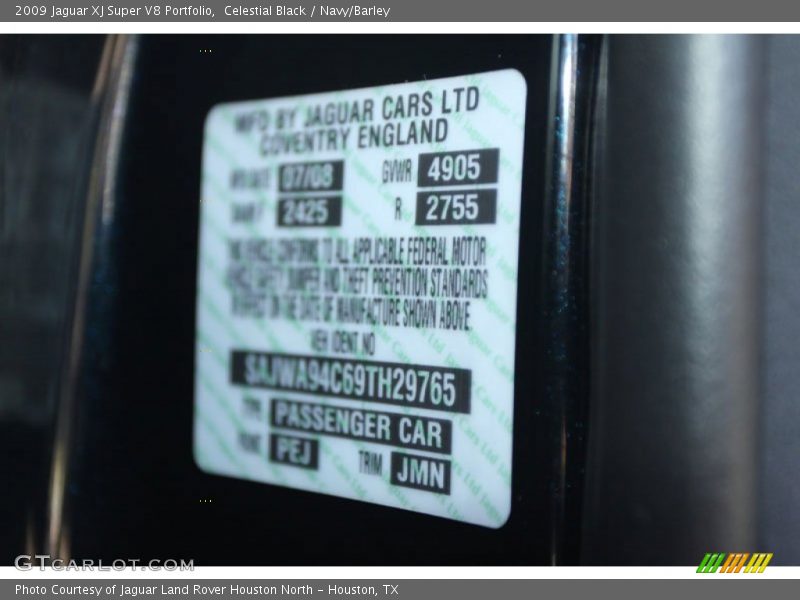 2009 Jaguar XJ Super V8 Portfolio,  Celestial Black / Navy/Barley
MFD BY JAGUAR CARS LTD
COVENTRY ENGLAND
07/08 GVWR 4905
2425 R 2755
THIS VEHICLE CONFORMS TO ALL APPLICABLE FEDERAL MOTOR
VEHICLE SAFETY BUMPER AND THEFT PREVENTION STANDARDS
IN EFFECT ON THE DATE OF MANUFACTURE SHOWN ABOVE.
VEH IDENT NO
SAJWA94C69TH29765
TYPE PASSENGER CAR
PAINT PEJ TRIM JMN
GTCARLOT.COM
Photo Courtesy of Jaguar Land Rover Houston North - Houston, TX